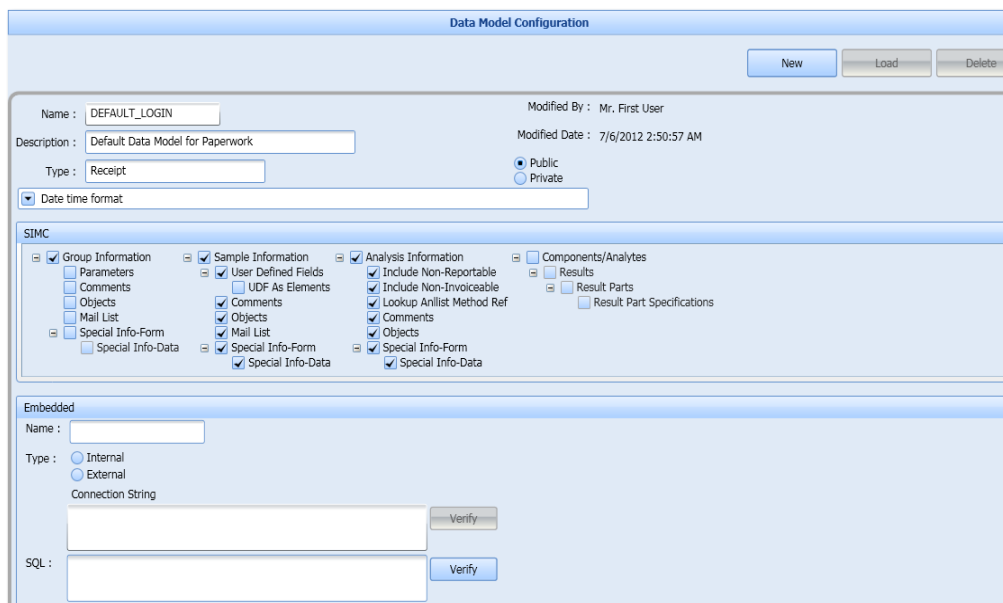 Data Model Configuration
New Load Delete
Name : DEFAULT_LOGIN Modified By : Mr. First User
Description : Default Data Model for Paperwork Modified Date : 7/6/2012 2:50:57 AM
Type : Receipt Public
Private
Date time format
SIMC
Group Information Sample Information Analysis Information Components/Analytes
Parameters User Defined Fields Include Non-Reportable Results
Comments UDF As Elements Include Non-Invoiceable Result Parts
Objects Comments Lookup Anllist Method Ref Result Part Specifications
Mail List Objects Comments
Special Info-Form Mail List Objects
Special Info-Data Special Info-Form Special Info-Form
Special Info-Data Special Info-Data
Embedded
Name :
Type : Internal
External
Connection String
Verify
SQL :
Verify